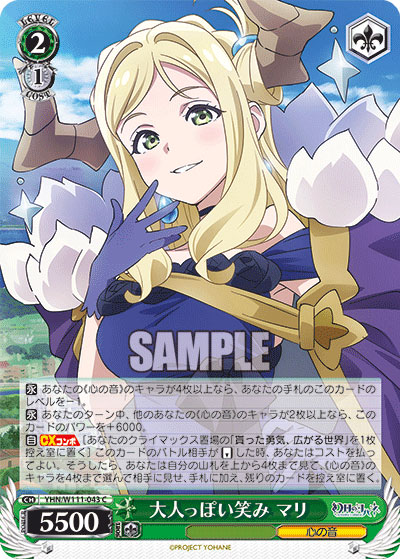 LEVEL
2
1
COST
SAMPLE
永 あなたの《心の音》のキャラが4枚以上なら、あなたの手札のこのカードの
レベルを－1。
永 あなたのターン中、他のあなたの《心の音》のキャラが2枚以上なら、この
カードのパワーを＋6000。
自 CXコンボ ［あなたのクライマックス置場の「貰った勇気、広がる世界」を1枚
控え室に置く］ このカードのバトル相手が した時、あなたはコストを払
ってよい。そうしたら、あなたは自分の山札を上から4枚まで見て、《心の音》の
キャラを4枚まで選んで相手に見せ、手札に加え、残りのカードを控え室に置く。
CH YHN/W111-043 C
5500
大人っぽい笑み マリ
心の音
©PROJECT YOHANE